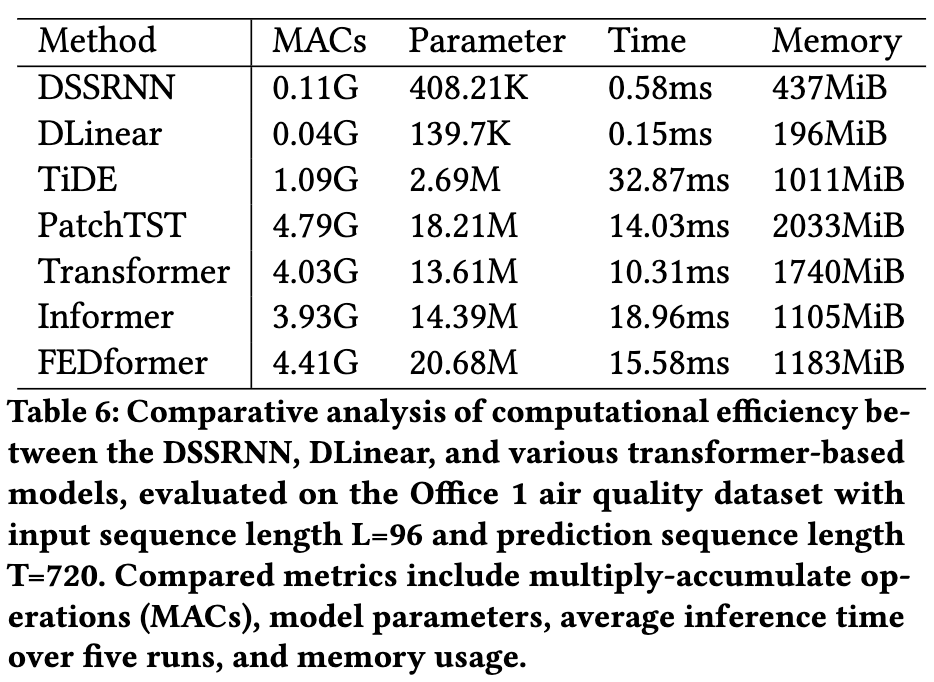 Method MACs Parameter Time Memory
DSSRNN 0.11G 408.21K 0.58ms 437MiB
DLinear 0.04G 139.7K 0.15ms 196MiB
TiDE 1.09G 2.69M 32.87ms 1011MiB
PatchTST 4.79G 18.21M 14.03ms 2033MiB
Transformer 4.03G 13.61M 10.31ms 1740MiB
Informer 3.93G 14.39M 18.96ms 1105MiB
FEDformer 4.41G 20.68M 15.58ms 1183MiB
Table 6: Comparative analysis of computational efficiency be-
tween the DSSRNN, DLinear, and various transformer-based
models, evaluated on the Office 1 air quality dataset with
input sequence length L=96 and prediction sequence length
T=720. Compared metrics include multiply-accumulate op-
erations (MACs), model parameters, average inference time
over five runs, and memory usage.